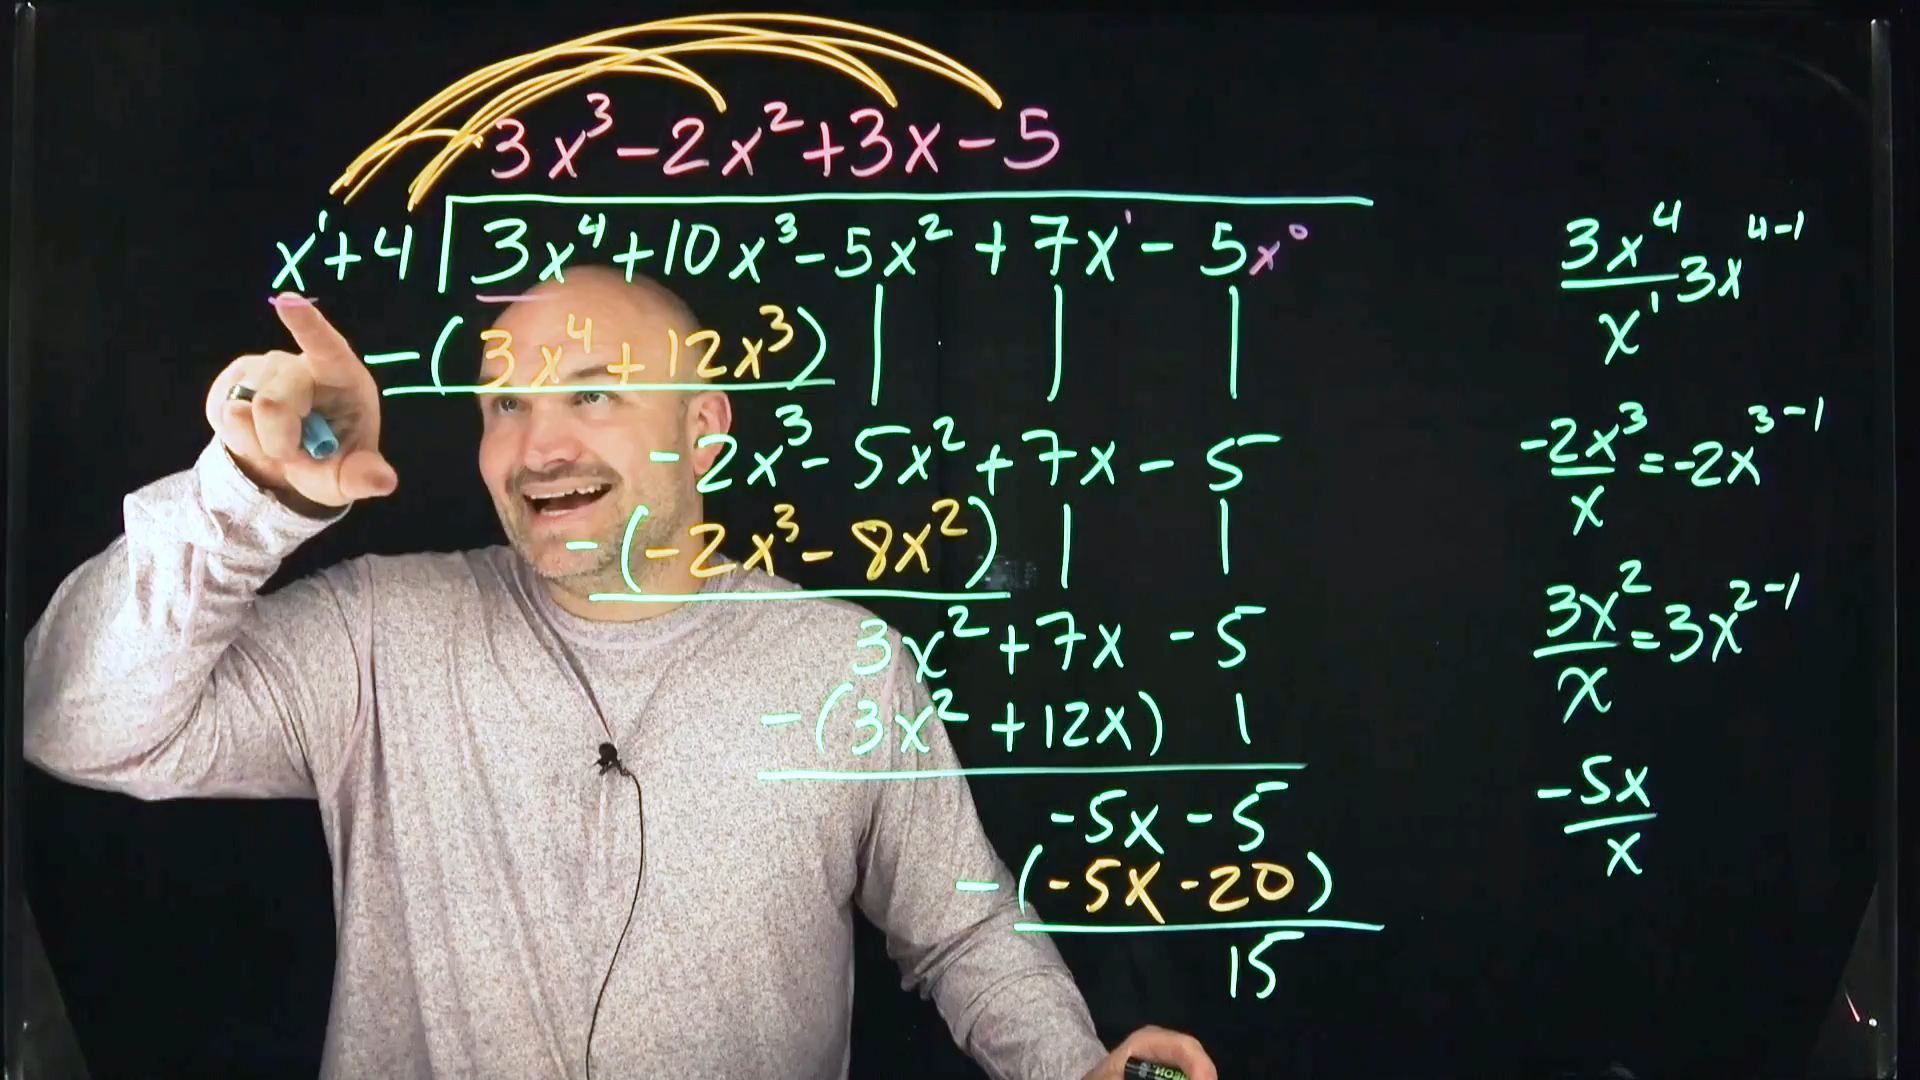 3x³ - 2x² + 3x - 5
x¹ + 4 | 3x⁴ + 10x³ - 5x² + 7x¹ - 5x⁰
-(3x⁴ + 12x³)
-2x³ - 5x² + 7x - 5
-(-2x³ - 8x²)
3x² + 7x - 5
-(3x² + 12x)
-5x - 5
-(-5x - 20)
15
3x⁴/x¹ 3x⁴⁻¹
-2x³/x = -2x³⁻¹
3x²/x = 3x²⁻¹
-5x/x